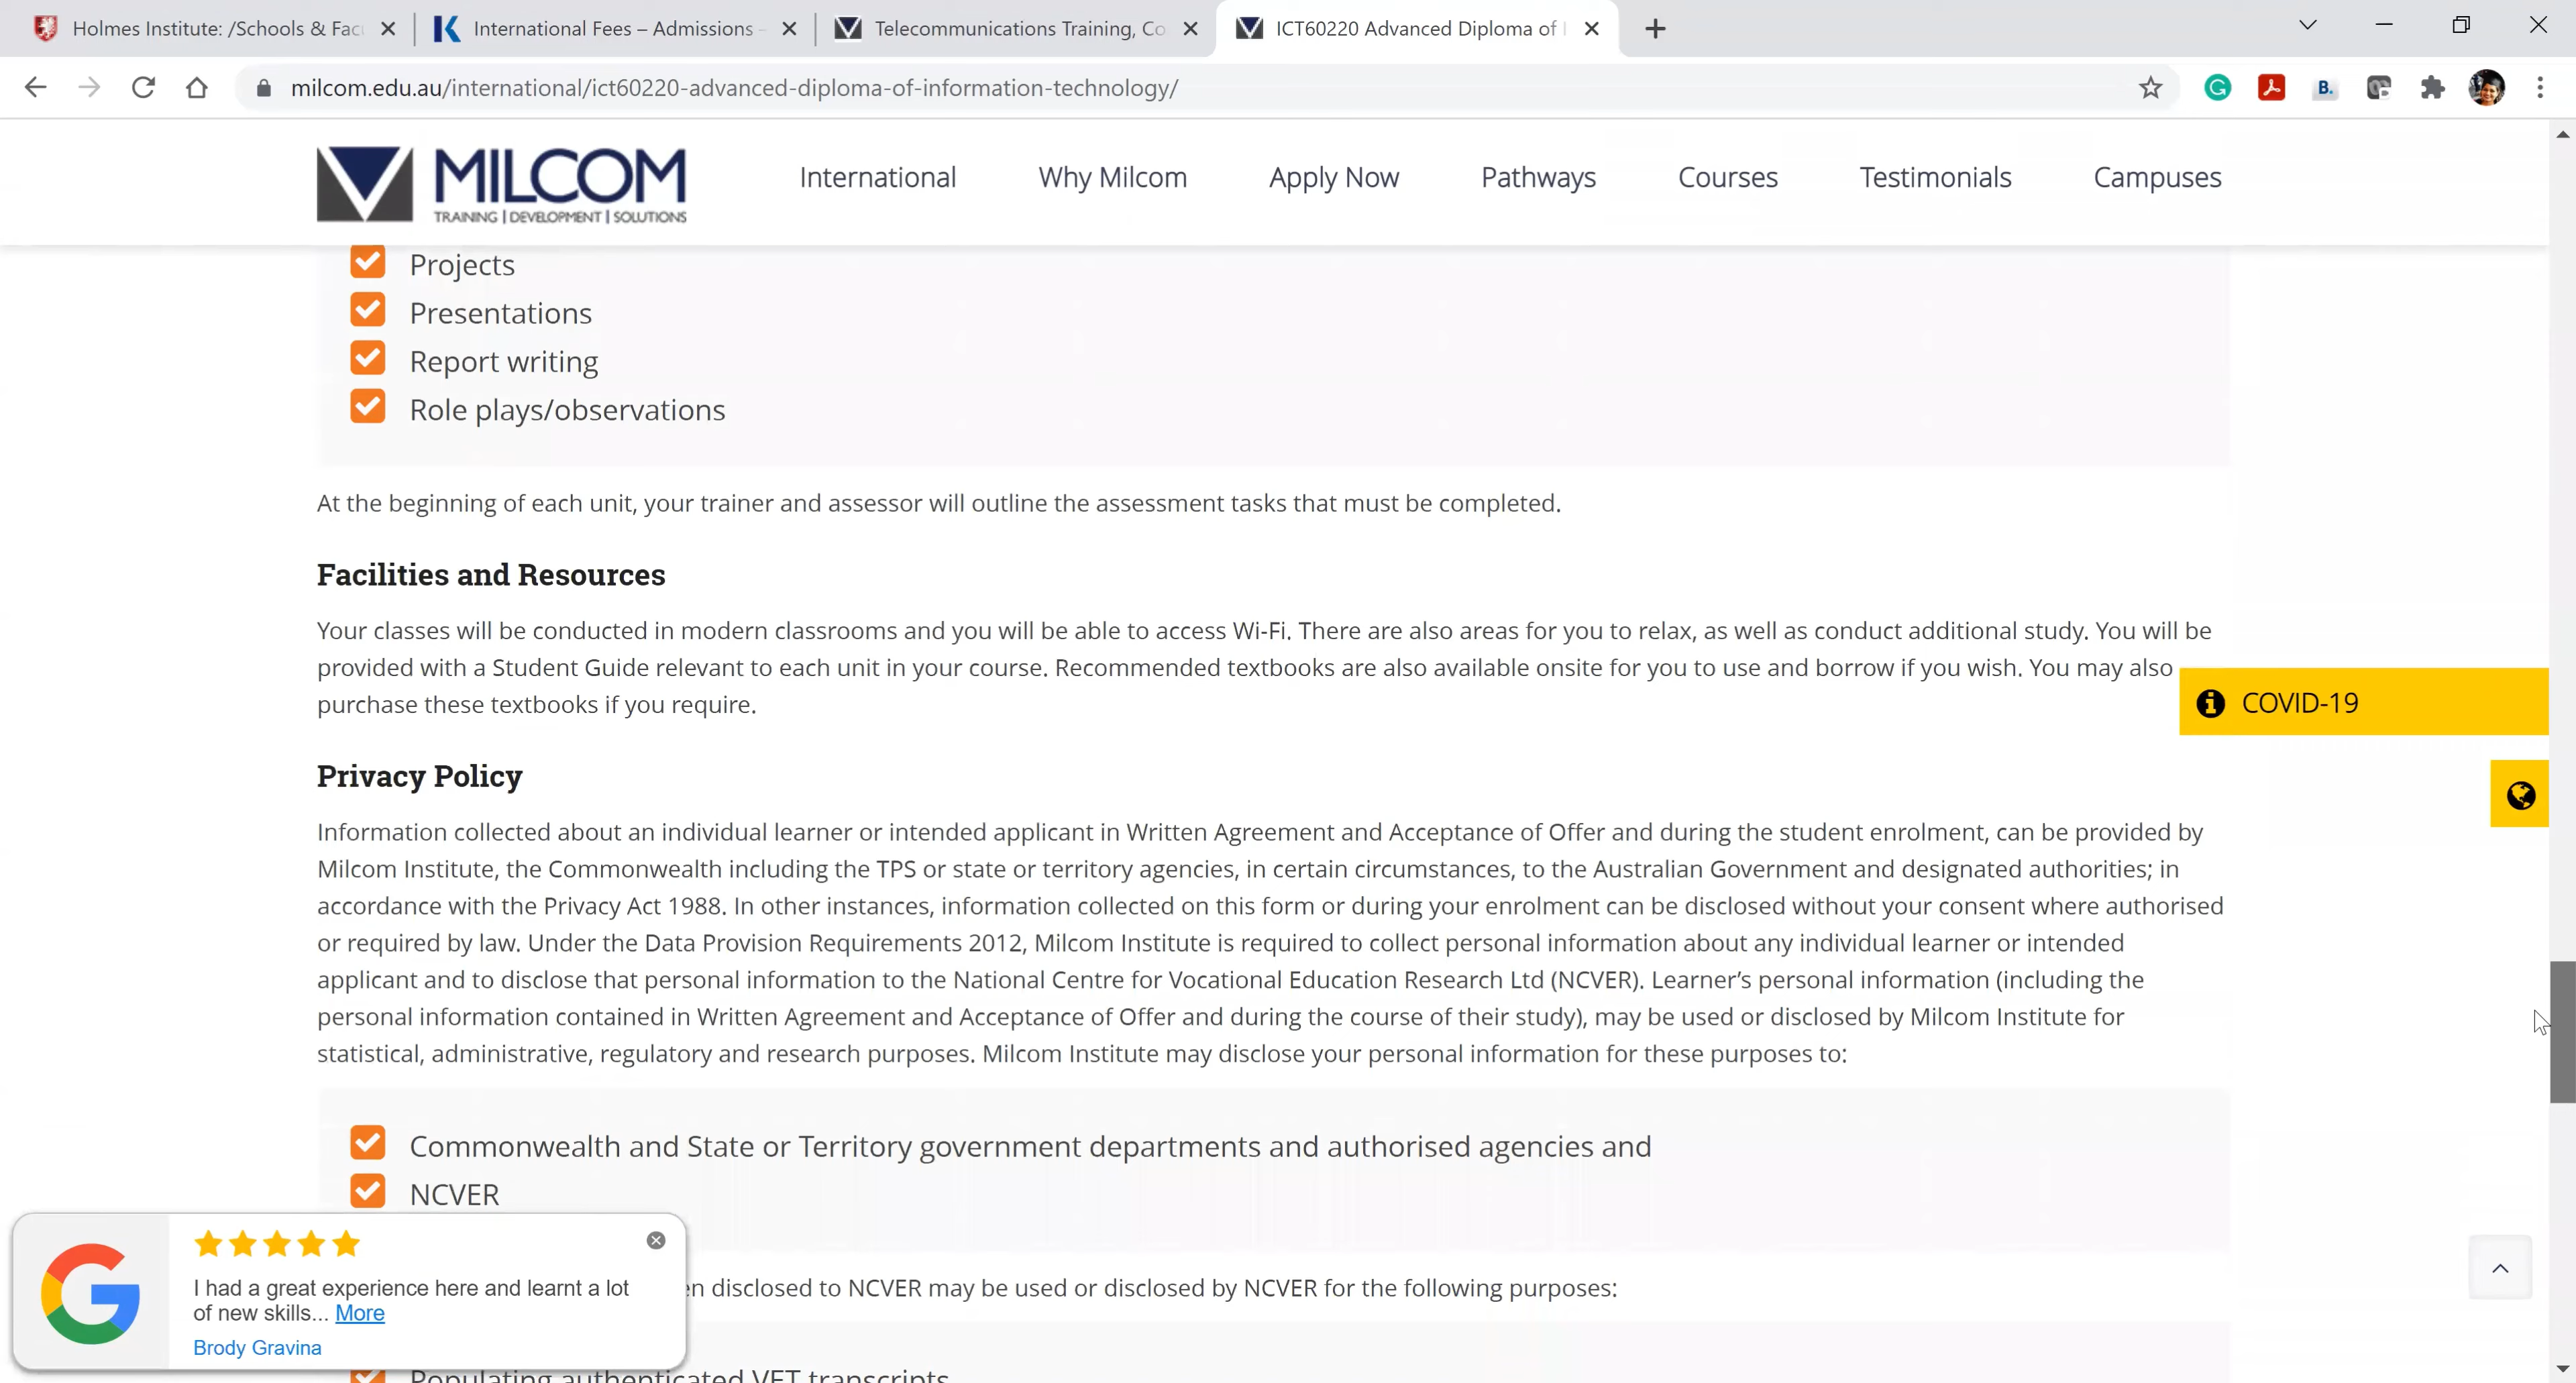 Holmes Institute: /Schools & Fac
International Fees – Admissions –
Telecommunications Training, Co
ICT60220 Advanced Diploma of
milcom.edu.au/international/ict60220-advanced-diploma-of-information-technology/
MILCOM
TRAINING | DEVELOPMENT | SOLUTIONS
International
Why Milcom
Apply Now
Pathways
Courses
Testimonials
Campuses
Projects
Presentations
Report writing
Role plays/observations
At the beginning of each unit, your trainer and assessor will outline the assessment tasks that must be completed.
Facilities and Resources
Your classes will be conducted in modern classrooms and you will be able to access Wi-Fi. There are also areas for you to relax, as well as conduct additional study. You will be
provided with a Student Guide relevant to each unit in your course. Recommended textbooks are also available onsite for you to use and borrow if you wish. You may also
purchase these textbooks if you require.
COVID-19
Privacy Policy
Information collected about an individual learner or intended applicant in Written Agreement and Acceptance of Offer and during the student enrolment, can be provided by
Milcom Institute, the Commonwealth including the TPS or state or territory agencies, in certain circumstances, to the Australian Government and designated authorities; in
accordance with the Privacy Act 1988. In other instances, information collected on this form or during your enrolment can be disclosed without your consent where authorised
or required by law. Under the Data Provision Requirements 2012, Milcom Institute is required to collect personal information about any individual learner or intended
applicant and to disclose that personal information to the National Centre for Vocational Education Research Ltd (NCVER). Learner's personal information (including the
personal information contained in Written Agreement and Acceptance of Offer and during the course of their study), may be used or disclosed by Milcom Institute for
statistical, administrative, regulatory and research purposes. Milcom Institute may disclose your personal information for these purposes to:
Commonwealth and State or Territory government departments and authorised agencies and
NCVER
disclosed to NCVER may be used or disclosed by NCVER for the following purposes:
Populating authenticated VET transcripts
I had a great experience here and learnt a lot
of new skills... More
Brody Gravina